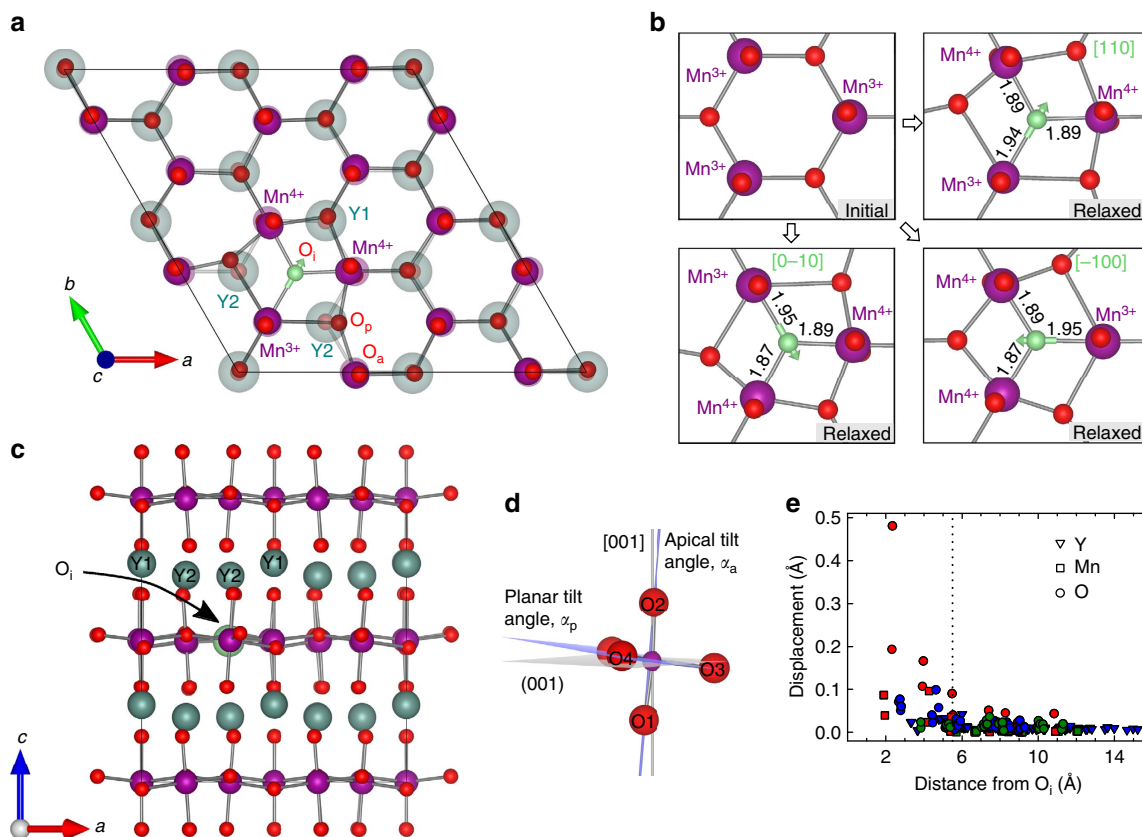 a
Mn4+
Y1
Oi
Mn4+
Y2
Op
Mn3+
Y2
Oa
b
c
a
b
Mn3+
Mn3+
Mn3+
Initial
[110]
Mn4+
Mn4+
1.89
1.94
1.89
Mn3+
Relaxed
[0–10]
Mn3+
1.95
1.89
Mn4+
1.87
Mn4+
Relaxed
[–100]
Mn4+
Mn3+
1.89
1.95
1.87
Mn4+
Relaxed
c
Y1
Y2
Y2
Y1
Oi
c
a
d
[001]
Apical tilt
angle, αa
Planar tilt
angle, αp
(001)
O2
O4
O3
O1
e
0.5
0.4
0.3
0.2
0.1
0.0
Displacement (Å)
Y
Mn
O
2
4
6
8
10
12
14
Distance from Oi (Å)